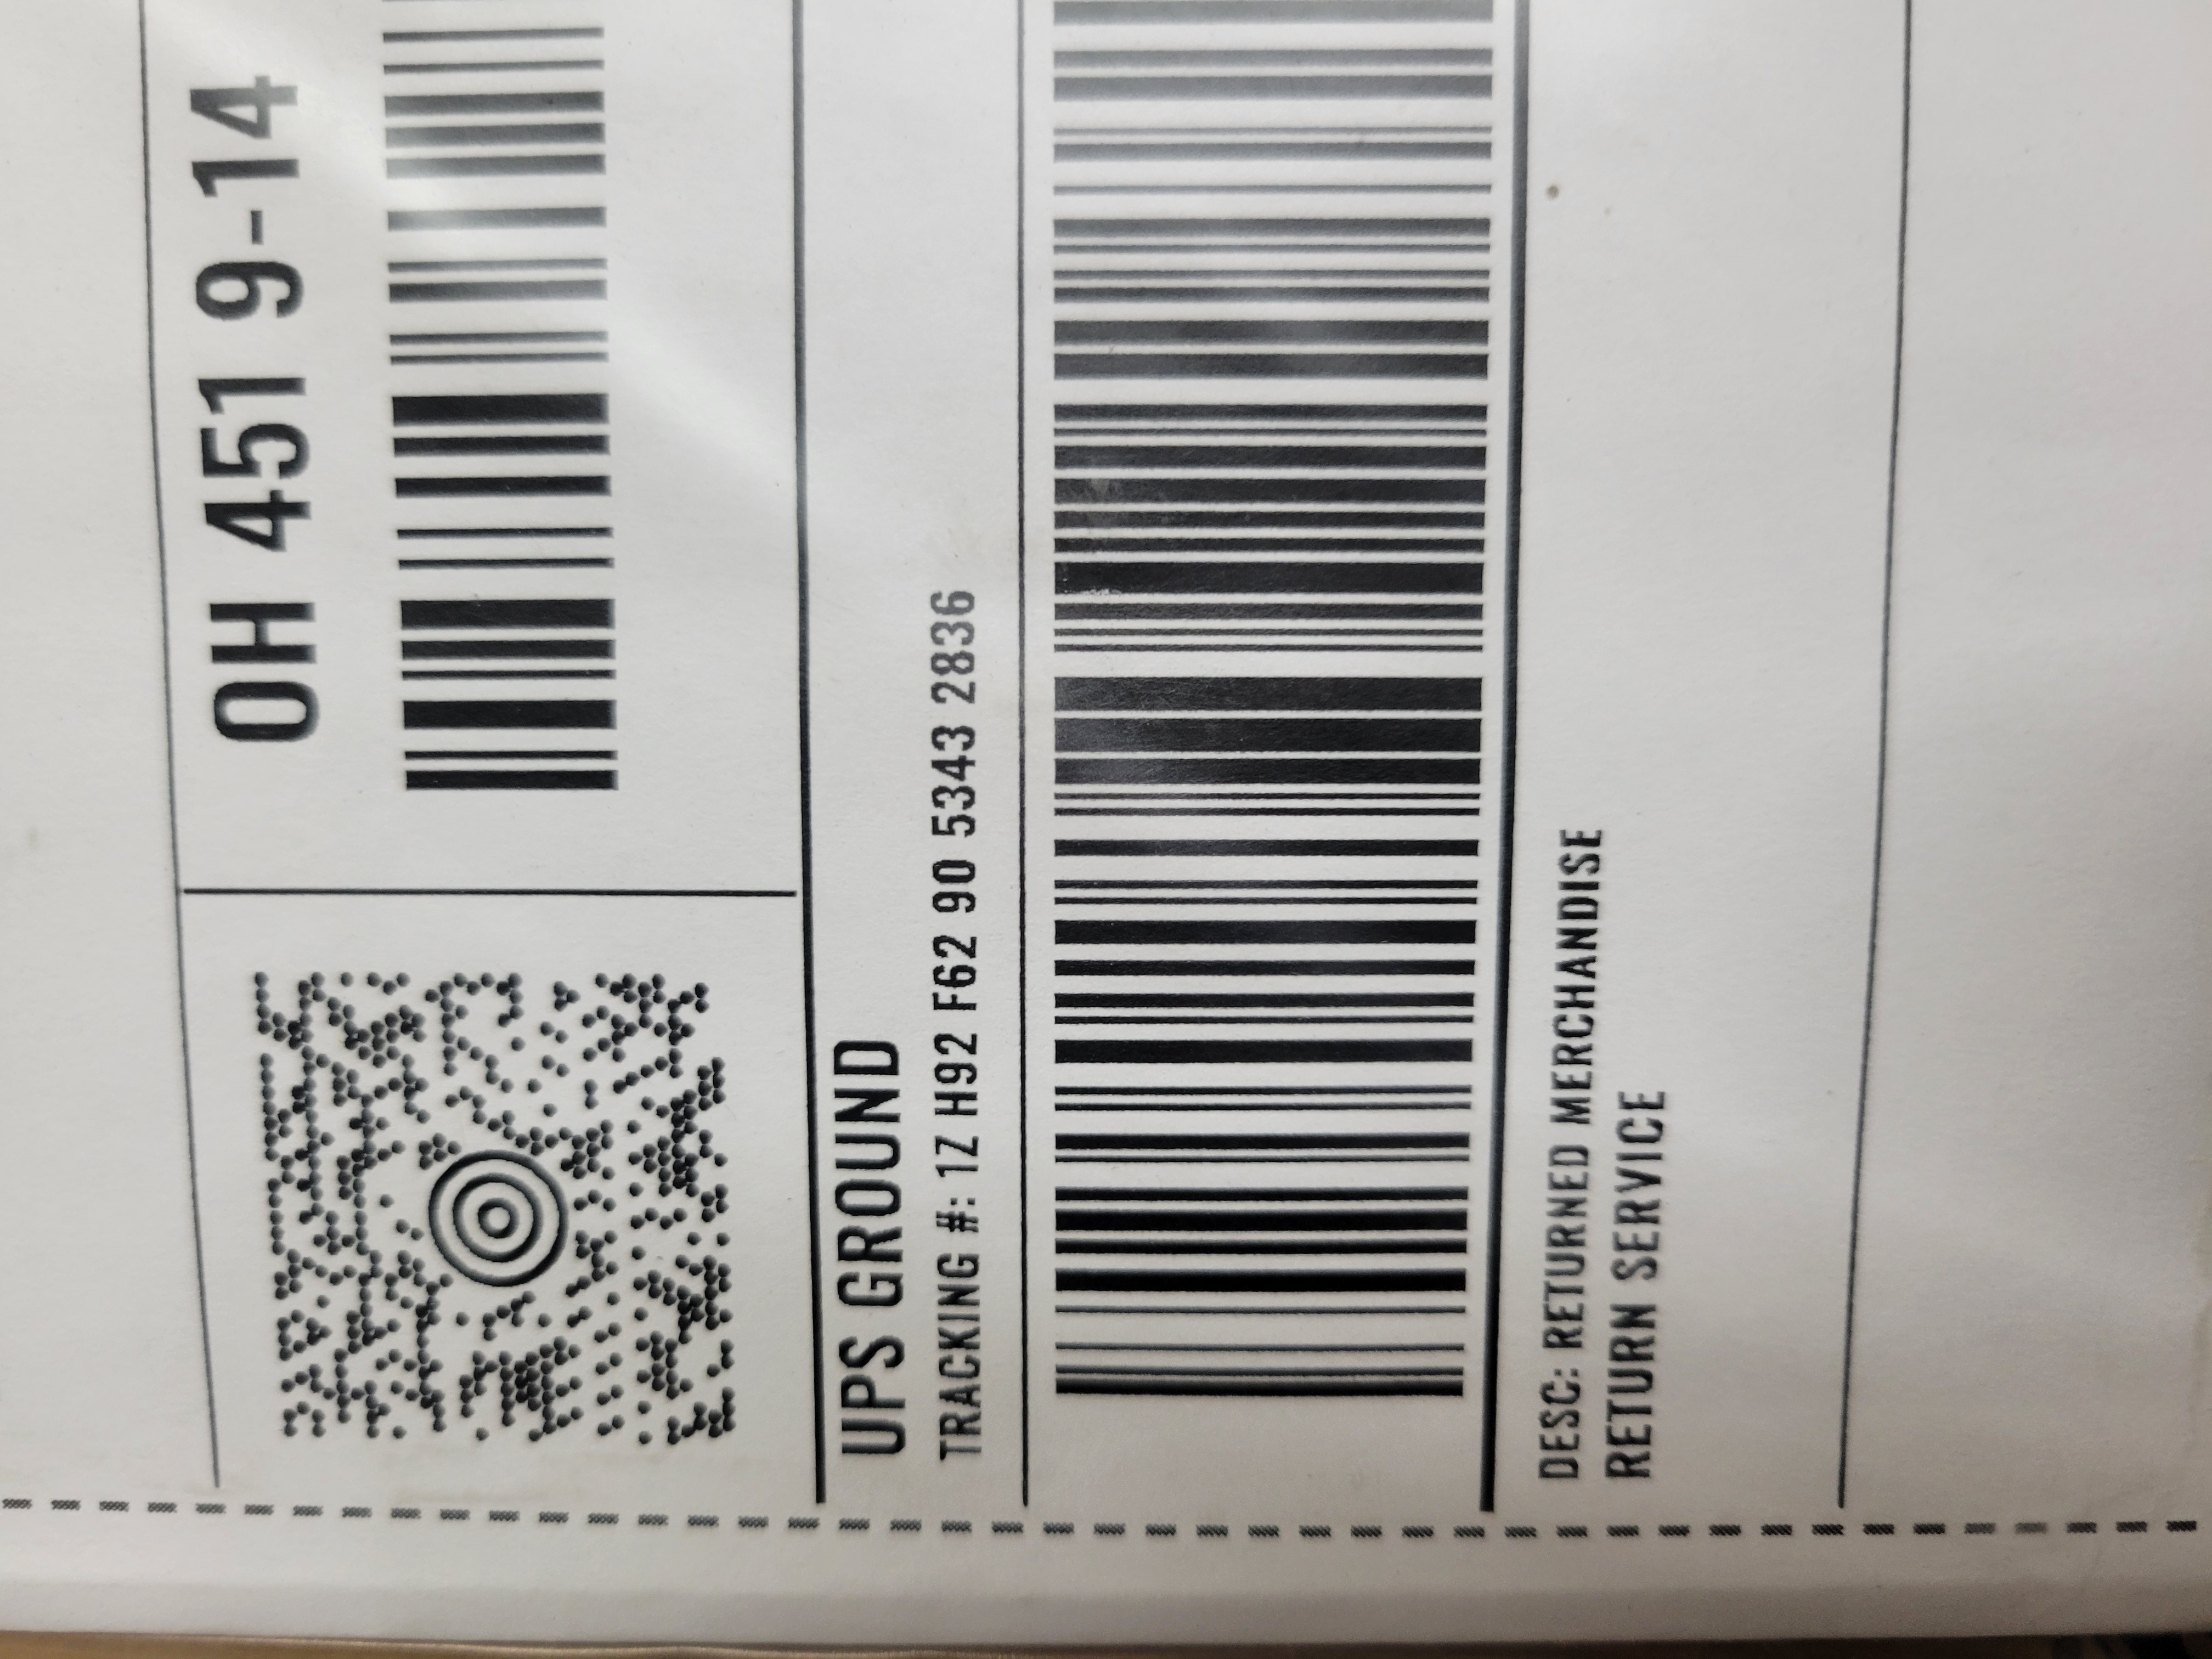 OH 451 9-14
UPS GROUND
TRACKING #: 1Z H92 F62 90 5343 2836
DESC: RETURNED MERCHANDISE
RETURN SERVICE